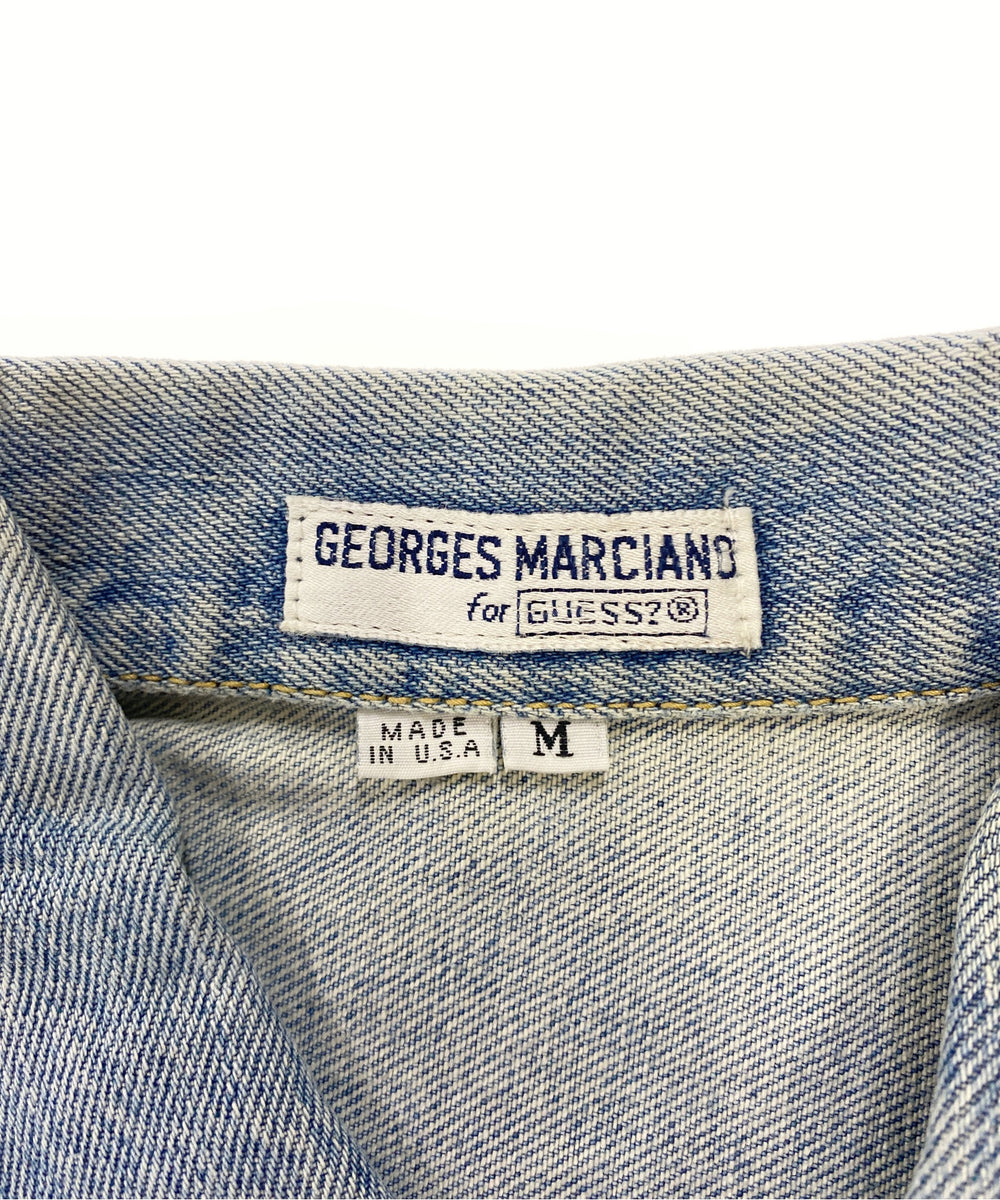 GEORGES MARCIANO
for GUESS?®
MADE
IN U.S.A
M